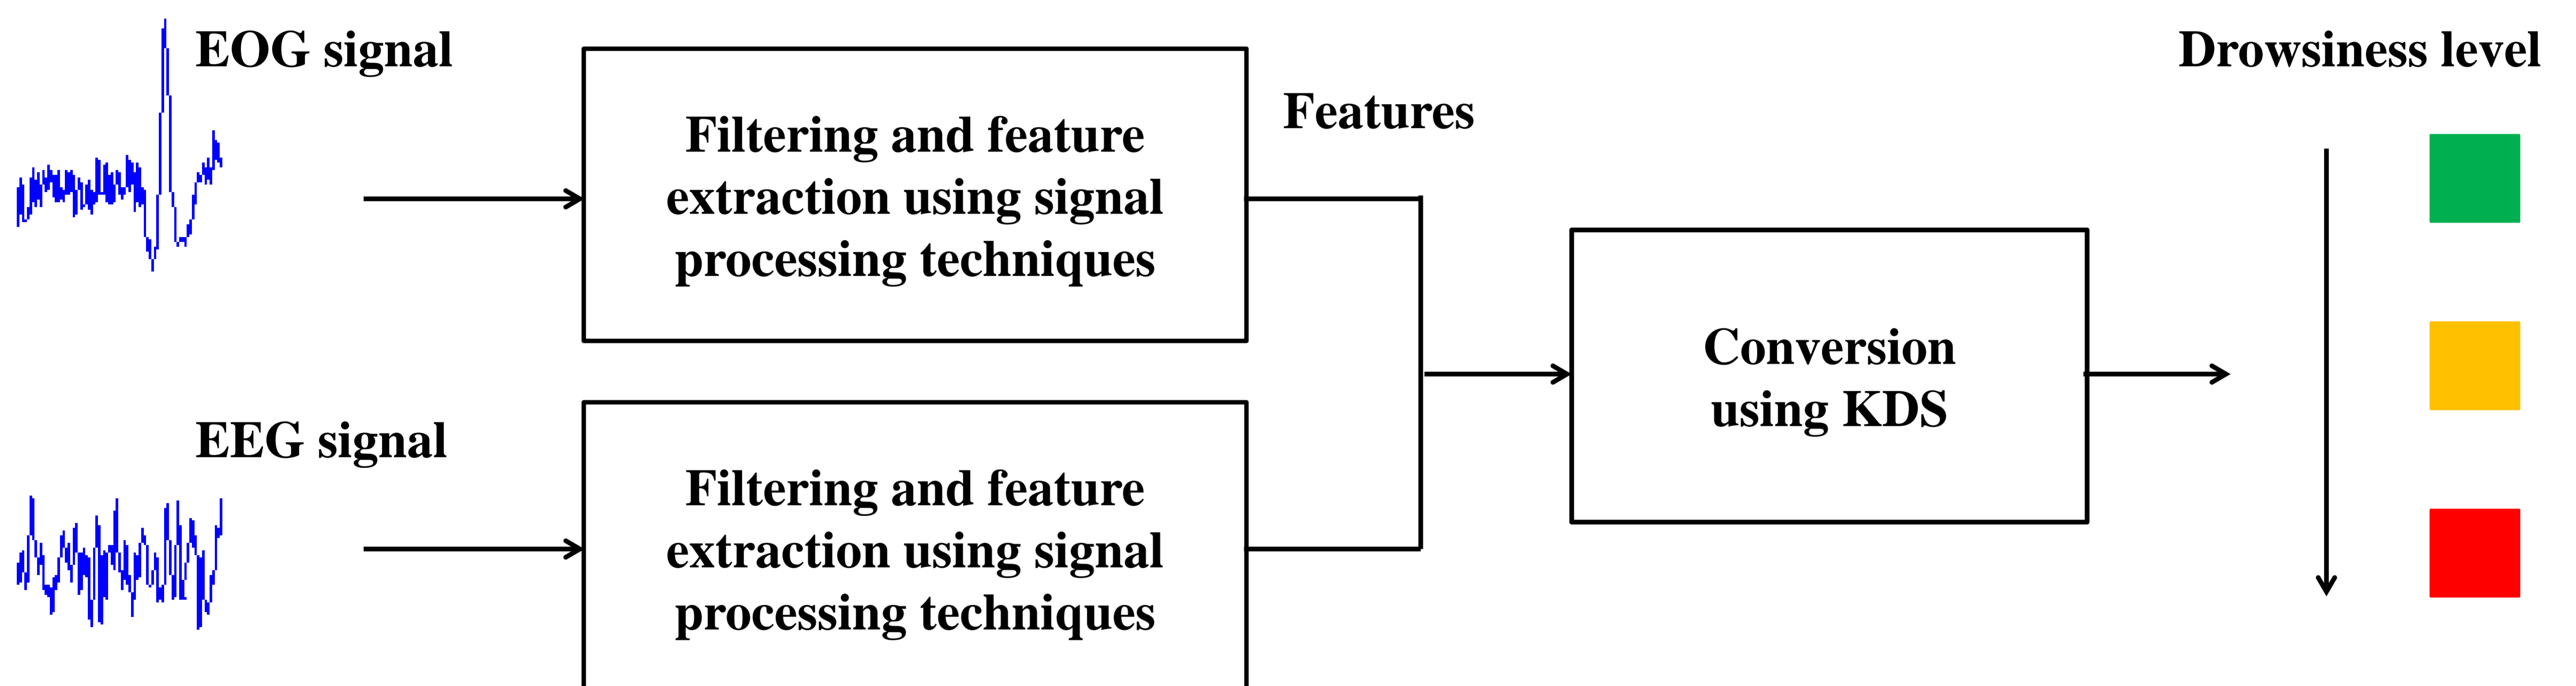 EOG signal
Filtering and feature
extraction using signal
processing techniques
Features
EEG signal
Filtering and feature
extraction using signal
processing techniques
Conversion
using KDS
Drowsiness level